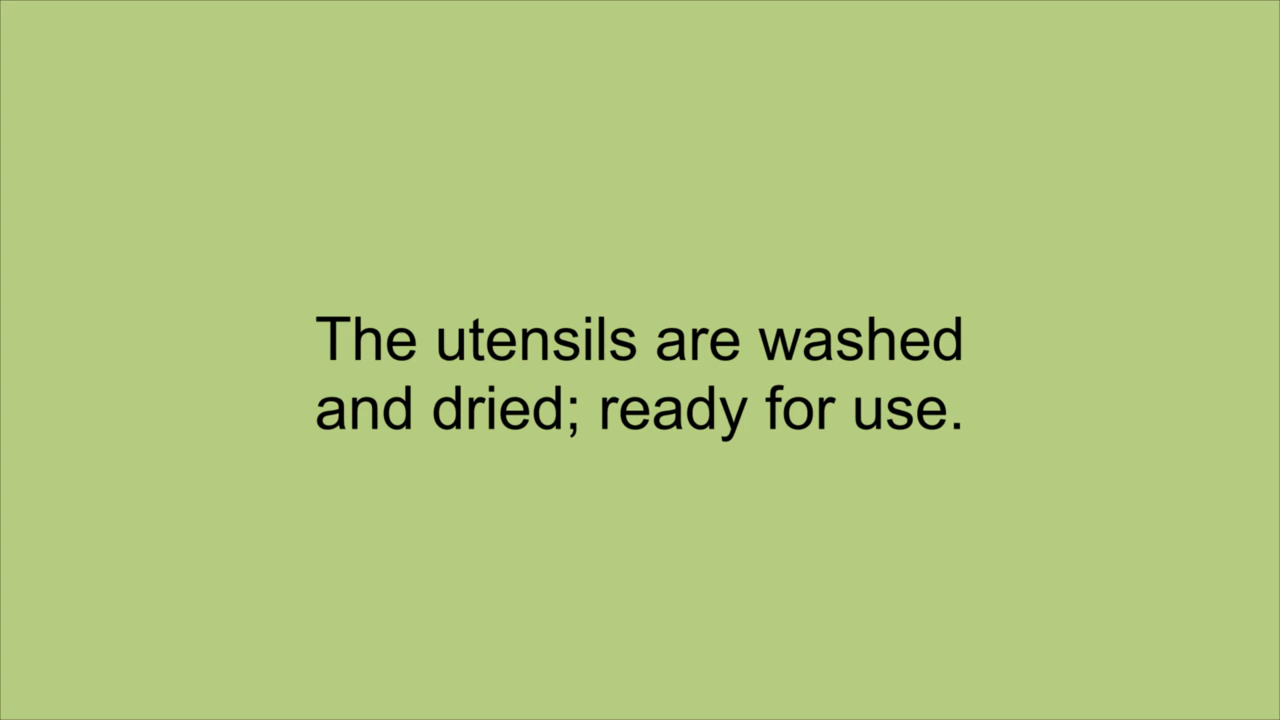 The utensils are washed
and dried; ready for use.